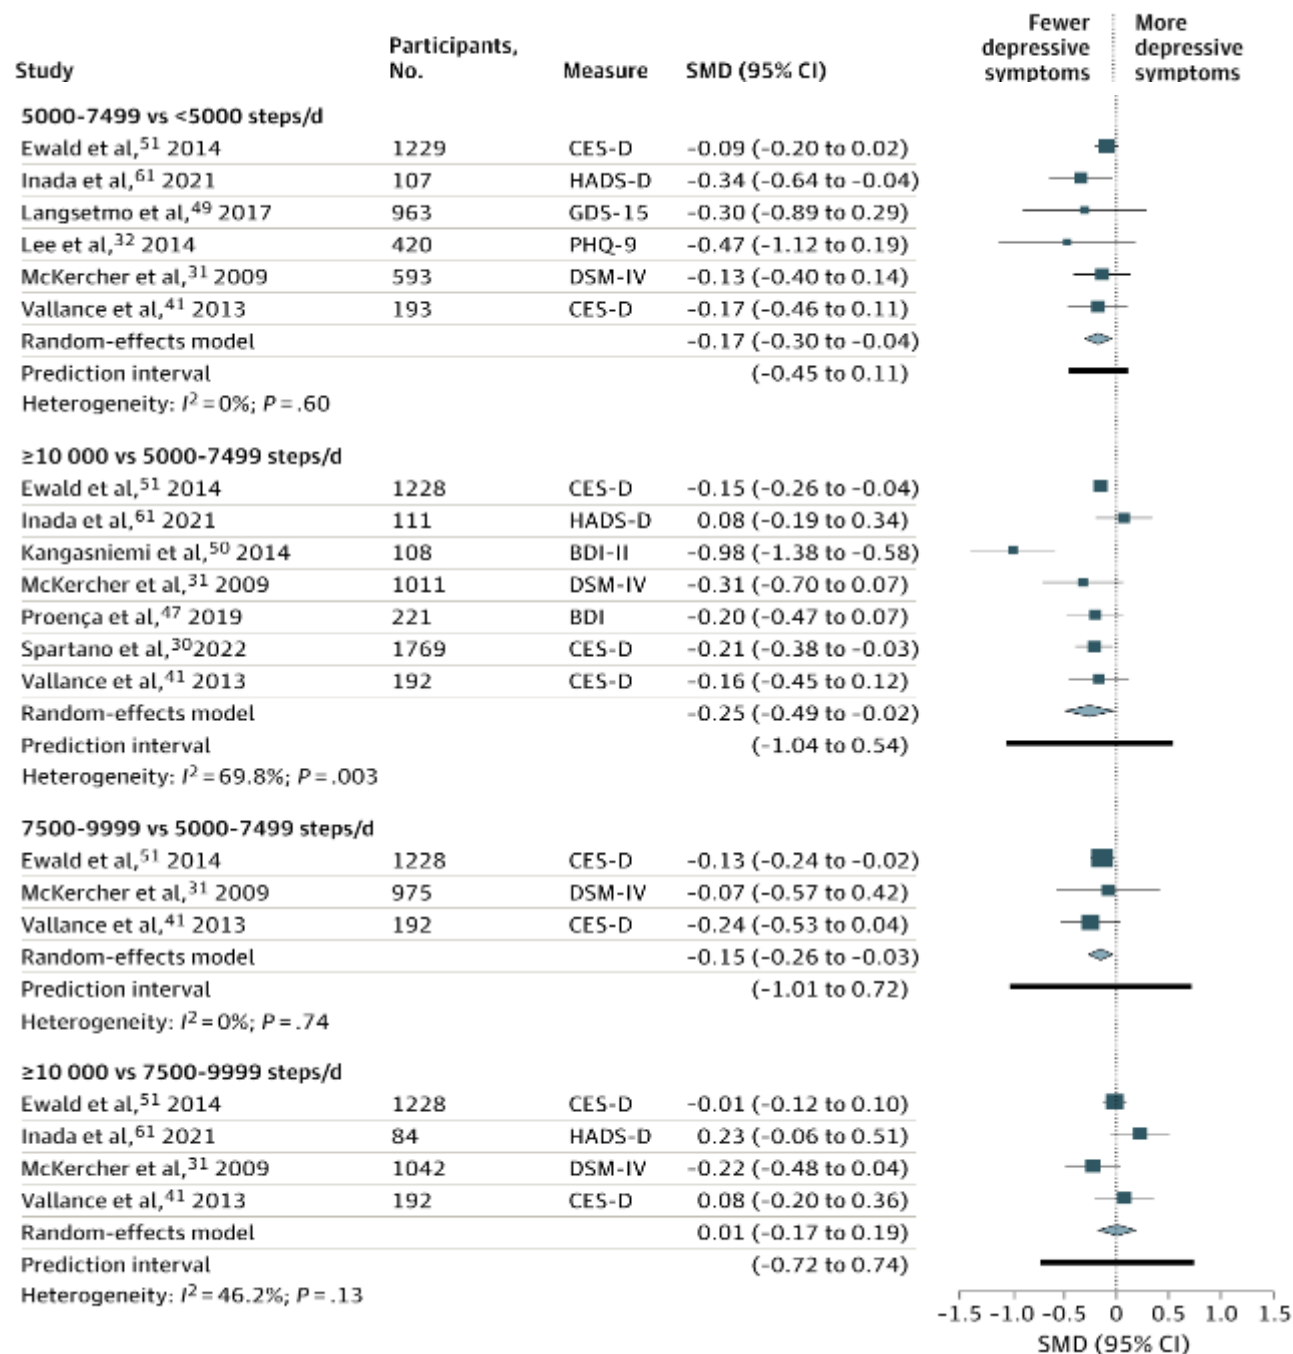 Fewer depressive symptoms More depressive symptoms
Study Participants, No. Measure SMD (95% CI)
5000-7499 vs <5000 steps/d
Ewald et al,51 2014 1229 CES-D -0.09 (-0.20 to 0.02)
Inada et al,61 2021 107 HADS-D -0.34 (-0.64 to -0.04)
Langsetmo et al,49 2017 963 GDS-15 -0.30 (-0.89 to 0.29)
Lee et al,32 2014 420 PHQ-9 -0.47 (-1.12 to 0.19)
McKercher et al,31 2009 593 DSM-IV -0.13 (-0.40 to 0.14)
Vallance et al,41 2013 193 CES-D -0.17 (-0.46 to 0.11)
Random-effects model -0.17 (-0.30 to -0.04)
Prediction interval (-0.45 to 0.11)
Heterogeneity: I2 = 0%; P = .60
≥10 000 vs 5000-7499 steps/d
Ewald et al,51 2014 1228 CES-D -0.15 (-0.26 to -0.04)
Inada et al,61 2021 111 HADS-D 0.08 (-0.19 to 0.34)
Kangasniemi et al,50 2014 108 BDI-II -0.98 (-1.38 to -0.58)
McKercher et al,31 2009 1011 DSM-IV -0.31 (-0.70 to 0.07)
Proença et al,47 2019 221 BDI -0.20 (-0.47 to 0.07)
Spartano et al,302022 1769 CES-D -0.21 (-0.38 to -0.03)
Vallance et al,41 2013 192 CES-D -0.16 (-0.45 to 0.12)
Random-effects model -0.25 (-0.49 to -0.02)
Prediction interval (-1.04 to 0.54)
Heterogeneity: I2 = 69.8%; P = .003
7500-9999 vs 5000-7499 steps/d
Ewald et al,51 2014 1228 CES-D -0.13 (-0.24 to -0.02)
McKercher et al,31 2009 975 DSM-IV -0.07 (-0.57 to 0.42)
Vallance et al,41 2013 192 CES-D -0.24 (-0.53 to 0.04)
Random-effects model -0.15 (-0.26 to -0.03)
Prediction interval (-1.01 to 0.72)
Heterogeneity: I2 = 0%; P = .74
≥10 000 vs 7500-9999 steps/d
Ewald et al,51 2014 1228 CES-D -0.01 (-0.12 to 0.10)
Inada et al,61 2021 84 HADS-D 0.23 (-0.06 to 0.51)
McKercher et al,31 2009 1042 DSM-IV -0.22 (-0.48 to 0.04)
Vallance et al,41 2013 192 CES-D 0.08 (-0.20 to 0.36)
Random-effects model 0.01 (-0.17 to 0.19)
Prediction interval (-0.72 to 0.74)
Heterogeneity: I2 = 46.2%; P = .13
-1.5 -1.0 -0.5 0 0.5 1.0 1.5
SMD (95% CI)